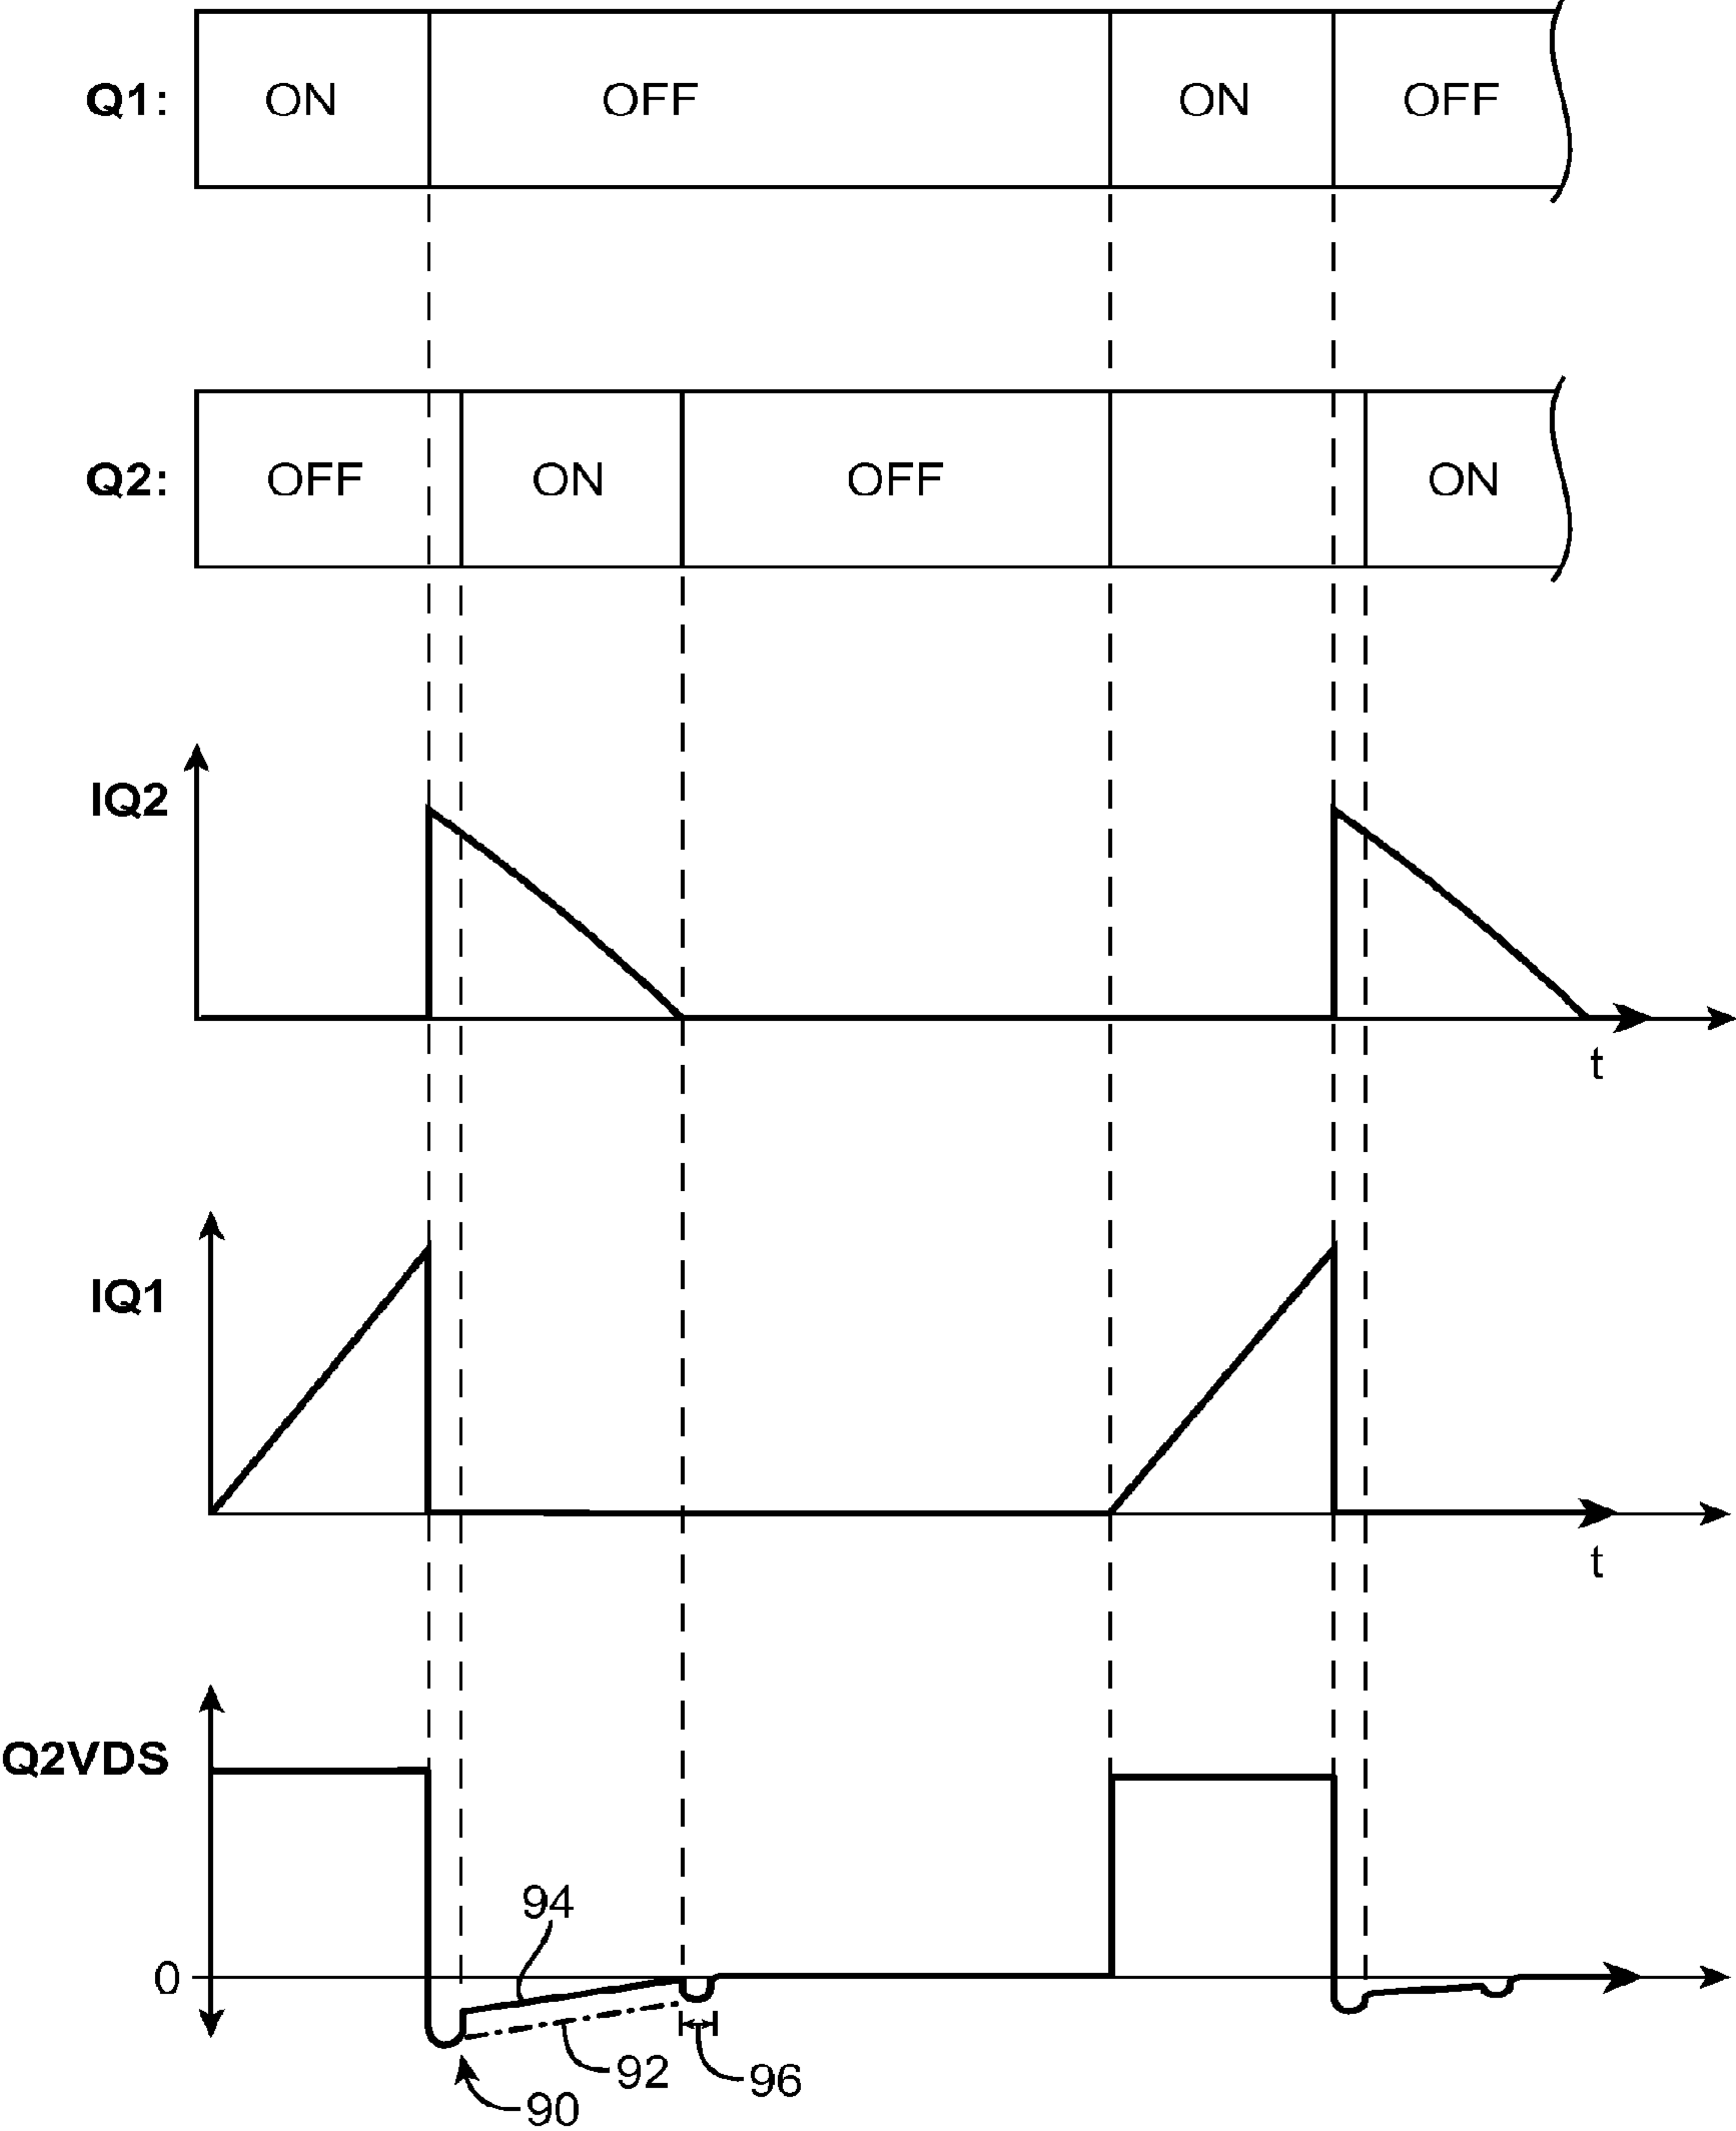 Q1: ON OFF ON OFF
Q2: OFF ON OFF ON
IQ2
t
IQ1
t
Q2VDS
94
0
92
96
90